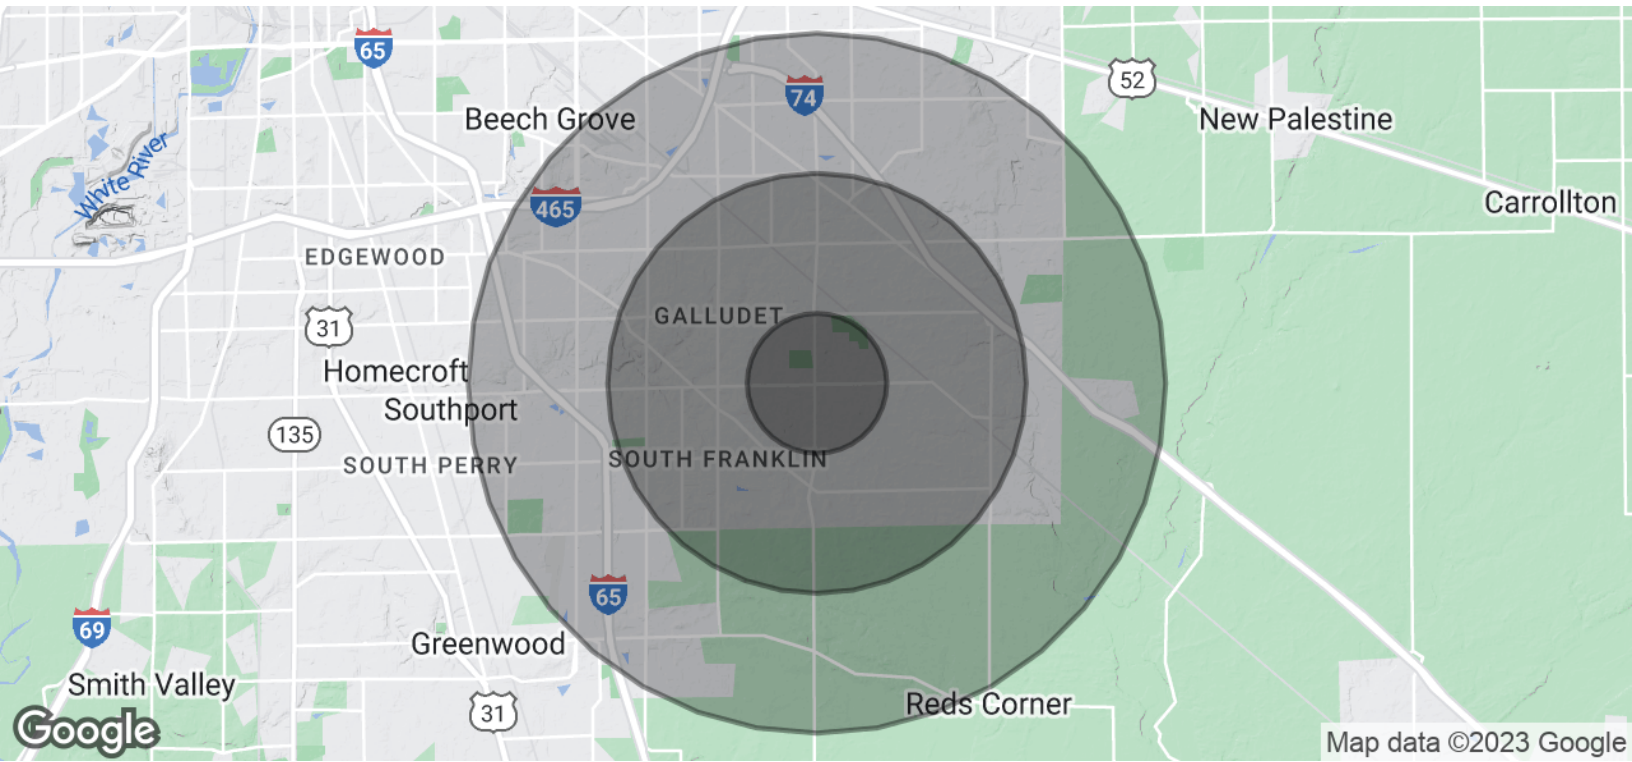 65
74
52
Beech Grove
New Palestine
White River
465
Carrollton
EDGEWOOD
GALLUDET
31
Homecroft
Southport
135
SOUTH PERRY
SOUTH FRANKLIN
65
69
Greenwood
Smith Valley
31
Reds Corner
Google
Map data ©2023 Google